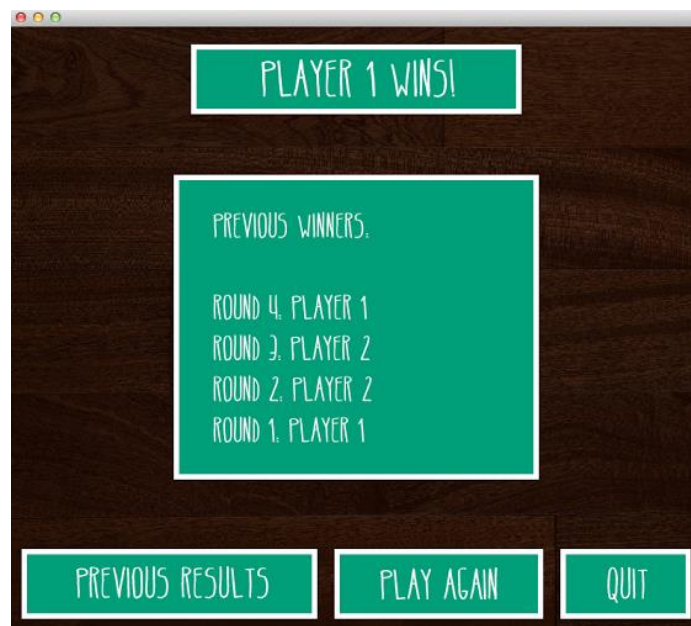 PLAYER 1 WINS!
PREVIOUS WINNERS:
ROUND 4: PLAYER 1
ROUND 3: PLAYER 2
ROUND 2: PLAYER 2
ROUND 1: PLAYER 1
PREVIOUS RESULTS
PLAY AGAIN
QUIT